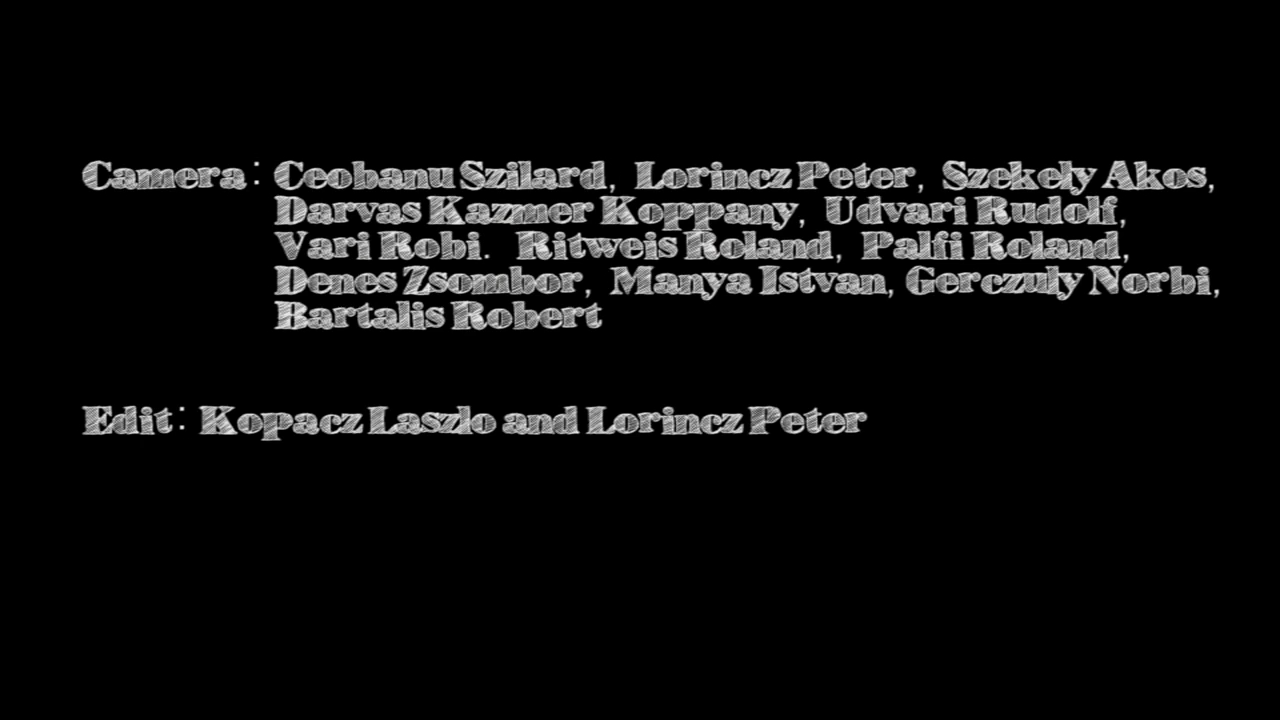 Camera: Ceobanu Szilard, Lorincz Peter, Szekely Akos,
Darvas Kazmer Koppany, Udvari Rudolf,
Vari Robi. Ritweis Roland, Palfi Roland,
Denes Zsombor, Manya Istvan, Gerczuly Norbi,
Bartalis Robert
Edit: Kopacz Laszlo and Lorincz Peter